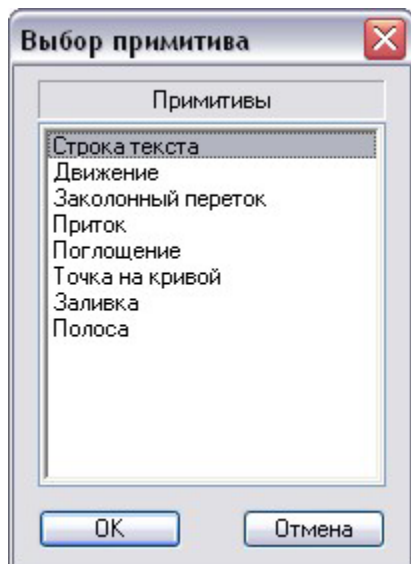 Выбор примитива
Примитивы
Строка текста
Движение
Заколонный переток
Приток
Поглощение
Точка на кривой
Заливка
Полоса
OK
Отмена